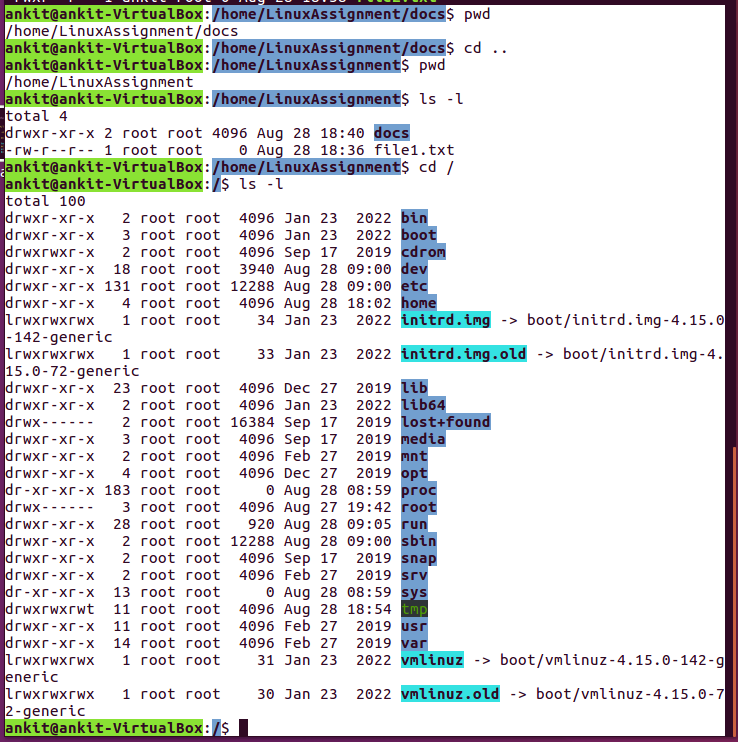 ankit@ankit-VirtualBox:/home/LinuxAssignment/docs$ pwd
/home/LinuxAssignment/docs
ankit@ankit-VirtualBox:/home/LinuxAssignment/docs$ cd ..
ankit@ankit-VirtualBox:/home/LinuxAssignment$ pwd
/home/LinuxAssignment
ankit@ankit-VirtualBox:/home/LinuxAssignment$ ls -l
total 4
drwxr-xr-x 2 root root 4096 Aug 28 18:40 docs
-rw-r--r-- 1 root root    0 Aug 28 18:36 file1.txt
ankit@ankit-VirtualBox:/home/LinuxAssignment$ cd /
ankit@ankit-VirtualBox:/$ ls -l
total 100
drwxr-xr-x   2 root root  4096 Jan 23  2022 bin
drwxr-xr-x   3 root root  4096 Jan 23  2022 boot
drwxrwxr-x   2 root root  4096 Sep 17  2019 cdrom
drwxr-xr-x  18 root root  3940 Aug 28 09:00 dev
drwxr-xr-x 131 root root 12288 Aug 28 09:00 etc
drwxr-xr-x   4 root root  4096 Aug 28 18:02 home
lrwxrwxrwx   1 root root    34 Jan 23  2022 initrd.img -> boot/initrd.img-4.15.0
-142-generic
lrwxrwxrwx   1 root root    33 Jan 23  2022 initrd.img.old -> boot/initrd.img-4.
15.0-72-generic
drwxr-xr-x  23 root root  4096 Dec 27  2019 lib
drwxr-xr-x   2 root root  4096 Jan 23  2022 lib64
drwx------   2 root root 16384 Sep 17  2019 lost+found
drwxr-xr-x   3 root root  4096 Sep 17  2019 media
drwxr-xr-x   2 root root  4096 Feb 27  2019 mnt
drwxr-xr-x   4 root root  4096 Dec 27  2019 opt
dr-xr-xr-x 183 root root     0 Aug 28 08:59 proc
drwx------   3 root root  4096 Aug 27 19:42 root
drwxr-xr-x  28 root root   920 Aug 28 09:05 run
drwxr-xr-x   2 root root 12288 Aug 28 09:00 sbin
drwxr-xr-x   2 root root  4096 Sep 17  2019 snap
drwxr-xr-x   2 root root  4096 Feb 27  2019 srv
dr-xr-xr-x  13 root root     0 Aug 28 08:59 sys
drwxrwxrwt  11 root root  4096 Aug 28 18:54 tmp
drwxr-xr-x  11 root root  4096 Feb 27  2019 usr
drwxr-xr-x  14 root root  4096 Feb 27  2019 var
lrwxrwxrwx   1 root root    31 Jan 23  2022 vmlinuz -> boot/vmlinuz-4.15.0-142-g
eneric
lrwxrwxrwx   1 root root    30 Jan 23  2022 vmlinuz.old -> boot/vmlinuz-4.15.0-7
2-generic
ankit@ankit-VirtualBox:/$